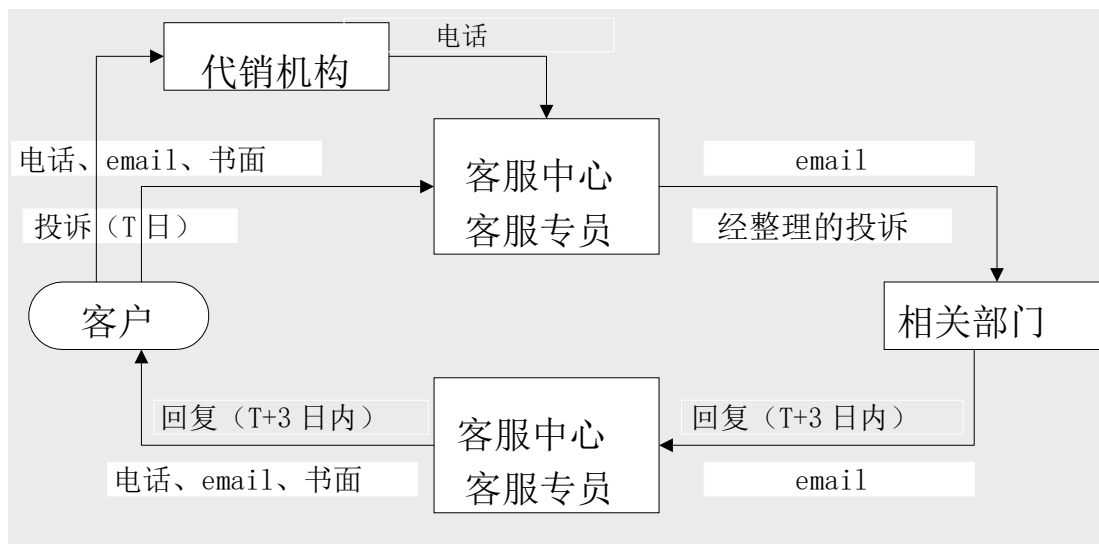 电话
代销机构
电话、email、书面
客服中心
客服专员
email
投诉（T 日）
经整理的投诉
客户
相关部门
回复（T+3 日内）
客服中心
客服专员
回复（T+3 日内）
电话、email、书面
email